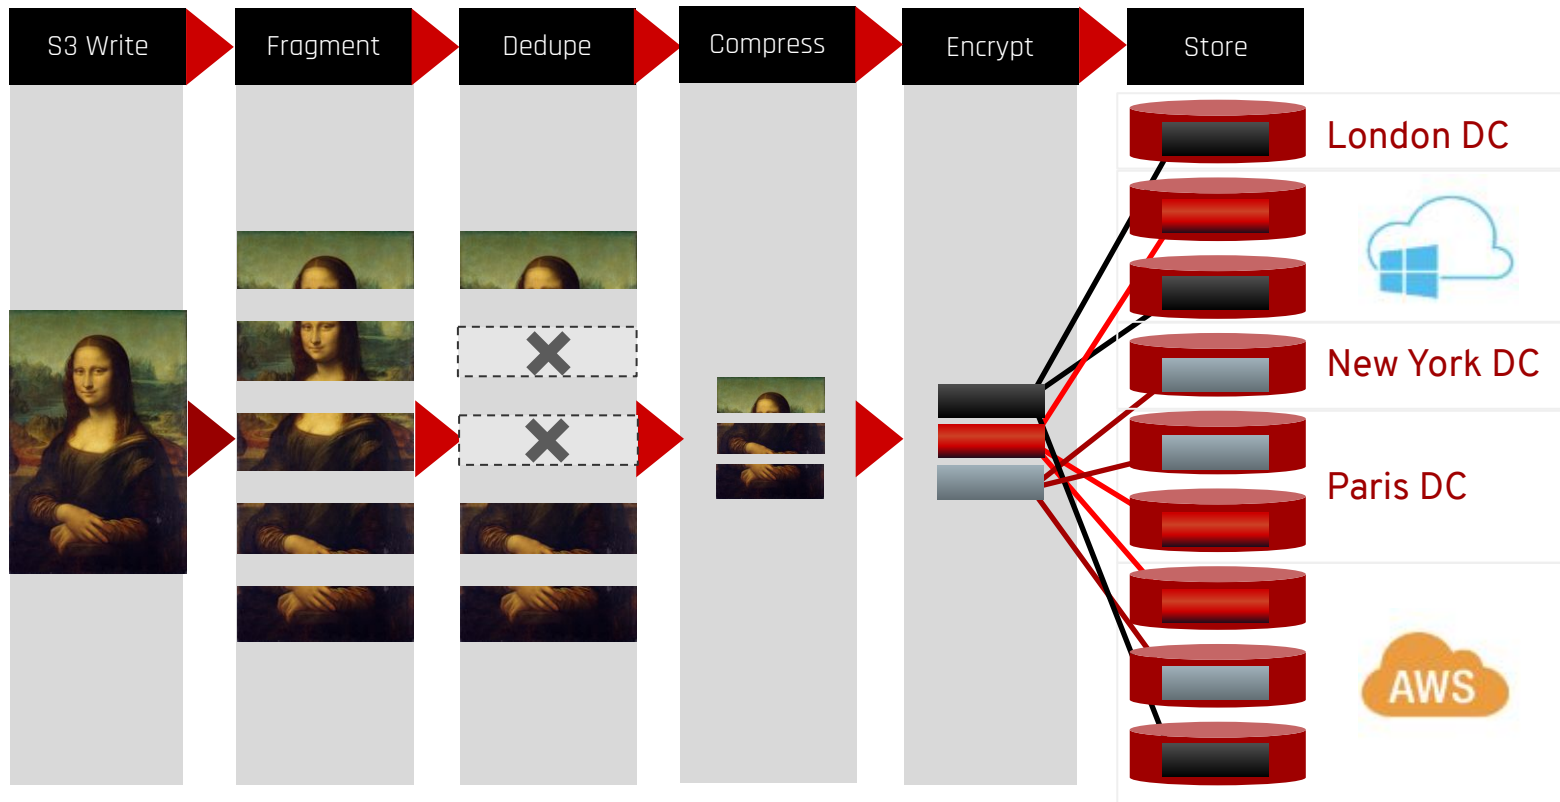 S3 Write
Fragment
Dedupe
Compress
Encrypt
Store
London DC
New York DC
Paris DC
AWS